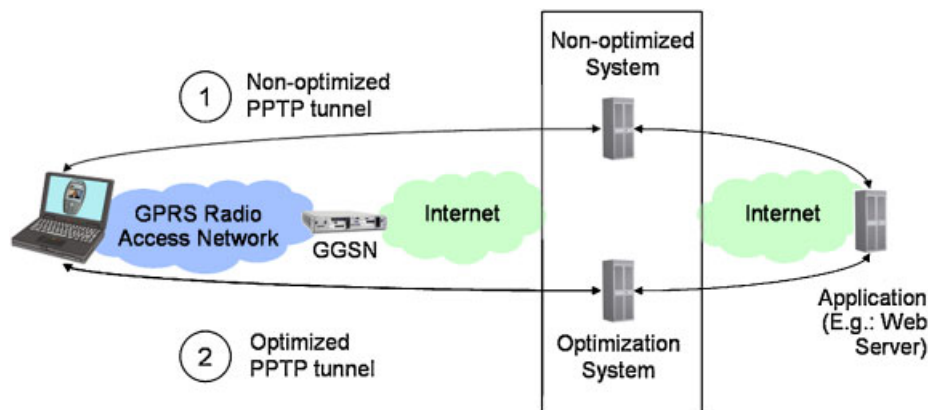 Non-optimized
System
1
Non-optimized
PPTP tunnel
GPRS Radio
Access Network
GGSN
Internet
Internet
Application
(E.g.: Web
Server)
2
Optimized
PPTP tunnel
Optimization
System